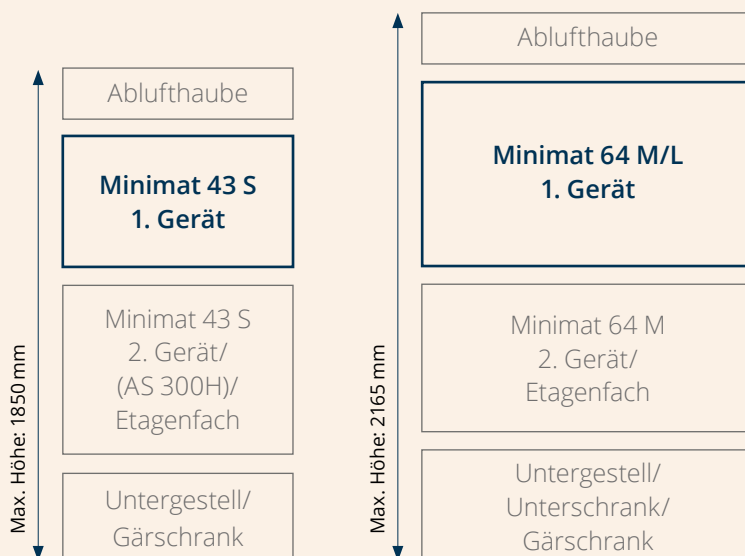 Max. Höhe: 1850 mm
Ablufthaube
Minimat 43 S
1. Gerät
Minimat 43 S
2. Gerät/
(AS 300H)/
Etagenfach
Untergestell/
Gärschrank
Max. Höhe: 2165 mm
Ablufthaube
Minimat 64 M/L
1. Gerät
Minimat 64 M
2. Gerät/
Etagenfach
Untergestell/
Unterschrank/
Gärschrank